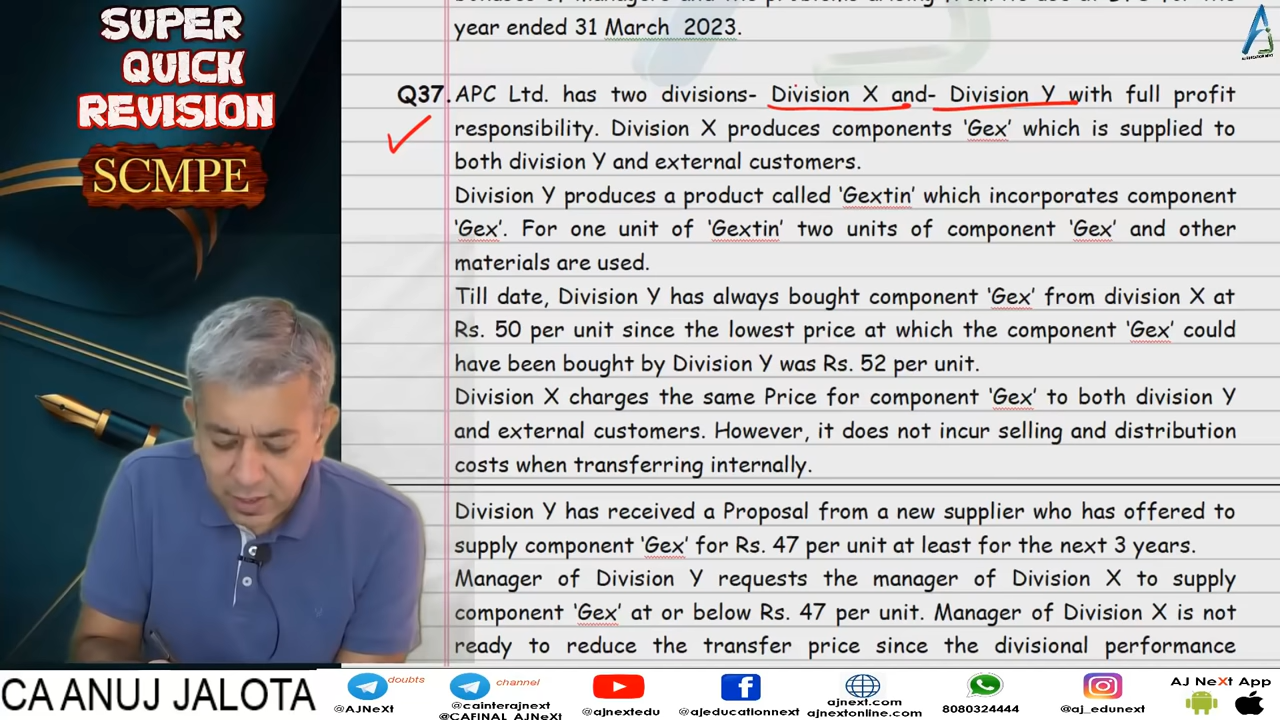 SUPER
QUICK
REVISION
SCMPE
year ended 31 March 2023.
Q37. APC Ltd. has two divisions- Division X and- Division Y with full profit
responsibility. Division X produces components 'Gex' which is supplied to
both division Y and external customers.
Division Y produces a product called 'Gextin' which incorporates component
'Gex'. For one unit of 'Gextin' two units of component 'Gex' and other
materials are used.
Till date, Division Y has always bought component 'Gex' from division X at
Rs. 50 per unit since the lowest price at which the component 'Gex' could
have been bought by Division Y was Rs. 52 per unit.
Division X charges the same Price for component 'Gex' to both division Y
and external customers. However, it does not incur selling and distribution
costs when transferring internally.
Division Y has received a Proposal from a new supplier who has offered to
supply component 'Gex' for Rs. 47 per unit at least for the next 3 years.
Manager of Division Y requests the manager of Division X to supply
component 'Gex' at or below Rs. 47 per unit. Manager of Division X is not
ready to reduce the transfer price since the divisional performance
CA ANUJ JALOTA
doubts
@AJNeXt
channel
@cainterajnext
@CAFINAL_AJNeXt
@ajnextedu
@ajeducationnext
ajnext.com
ajnextonline.com
8080324444
@aj_edunext
AJ NeXt App